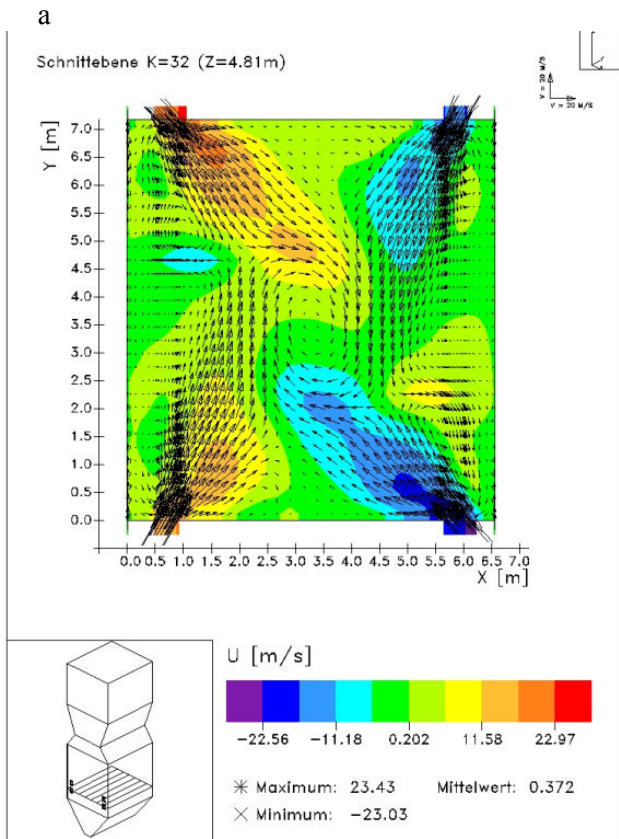 a
Schnittebene K=32 (Z=4.81m)
V = 20 M/S
V = 20 M/S
Y [m]
7.0
6.5
6.0
5.5
5.0
4.5
4.0
3.5
3.0
2.5
2.0
1.5
1.0
0.5
0.0
0.0 0.5 1.0 1.5 2.0 2.5 3.0 3.5 4.0 4.5 5.0 5.5 6.0 6.5 7.0
X [m]
U [m/s]
-22.56 -11.18 0.202 11.58 22.97
Maximum: 23.43 Mittelwert: 0.372
Minimum: -23.03